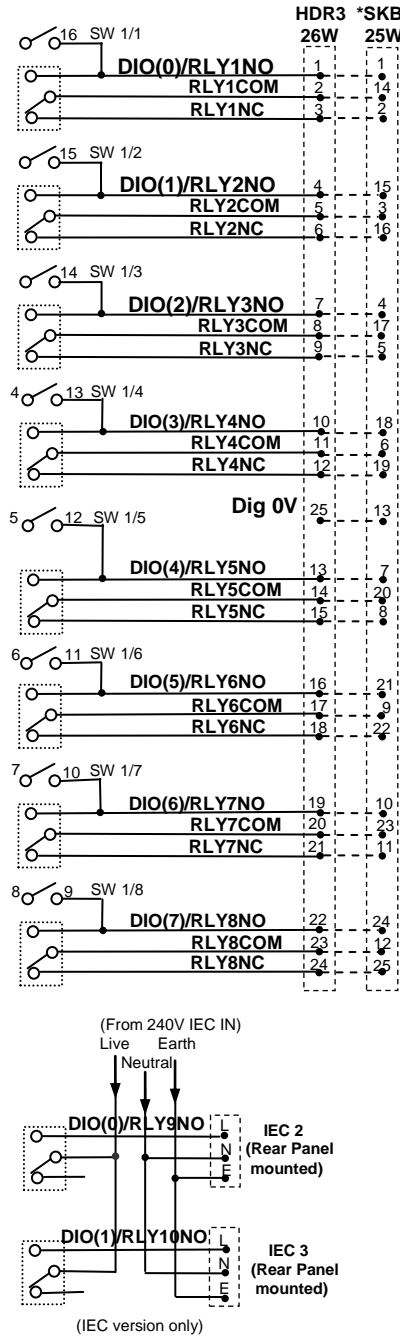 HDR3 *SKB
26W 25W
16 SW 1/1
DIO(0)/RLY1NO 1 1
RLY1COM 2 14
RLY1NC 3 2
15 SW 1/2
DIO(1)/RLY2NO 4 15
RLY2COM 5 3
RLY2NC 6 16
14 SW 1/3
DIO(2)/RLY3NO 7 4
RLY3COM 8 17
RLY3NC 9 5
4 13 SW 1/4
DIO(3)/RLY4NO 10 18
RLY4COM 11 6
RLY4NC 12 19
Dig 0V 25 13
5 12 SW 1/5
DIO(4)/RLY5NO 13 7
RLY5COM 14 20
RLY5NC 15 8
6 11 SW 1/6
DIO(5)/RLY6NO 16 21
RLY6COM 17 9
RLY6NC 18 22
7 10 SW 1/7
DIO(6)/RLY7NO 19 10
RLY7COM 20 23
RLY7NC 21 11
8 9 SW 1/8
DIO(7)/RLY8NO 22 24
RLY8COM 23 12
RLY8NC 24 25
(From 240V IEC IN)
Live Earth
Neutral
DIO(0)/RLY9NO L IEC 2
N (Rear Panel
E mounted)
DIO(1)/RLY10NO L IEC 3
N (Rear Panel
E mounted)
(IEC version only)